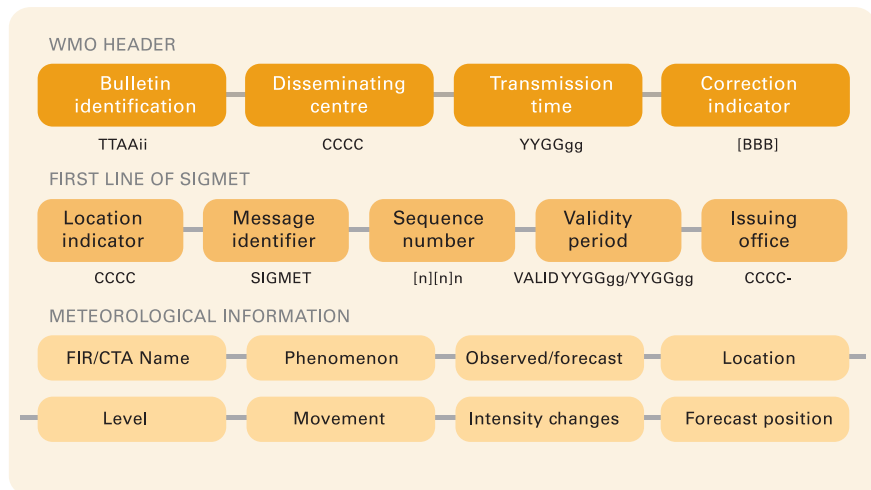 WMO HEADER
Bulletin identification
Disseminating centre
Transmission time
Correction indicator
TTAAii
CCCC
YYGGgg
[BBB]
FIRST LINE OF SIGMET
Location indicator
Message identifier
Sequence number
Validity period
Issuing office
CCCC
SIGMET
[n][n]n
VALID YYGGgg/YYGGgg
CCCC-
METEOROLOGICAL INFORMATION
FIR/CTA Name
Phenomenon
Observed/forecast
Location
Level
Movement
Intensity changes
Forecast position